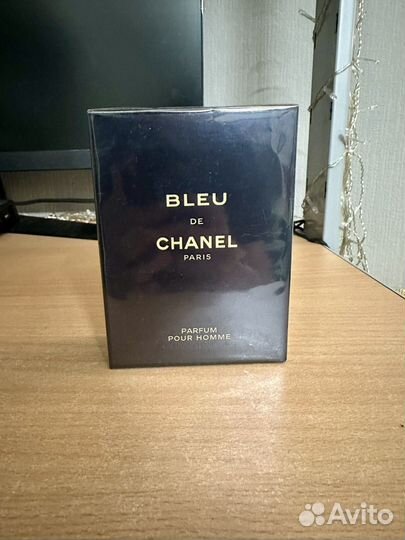 BLEU
DE
CHANEL
PARIS
PARFUM
POUR HOMME
Avito